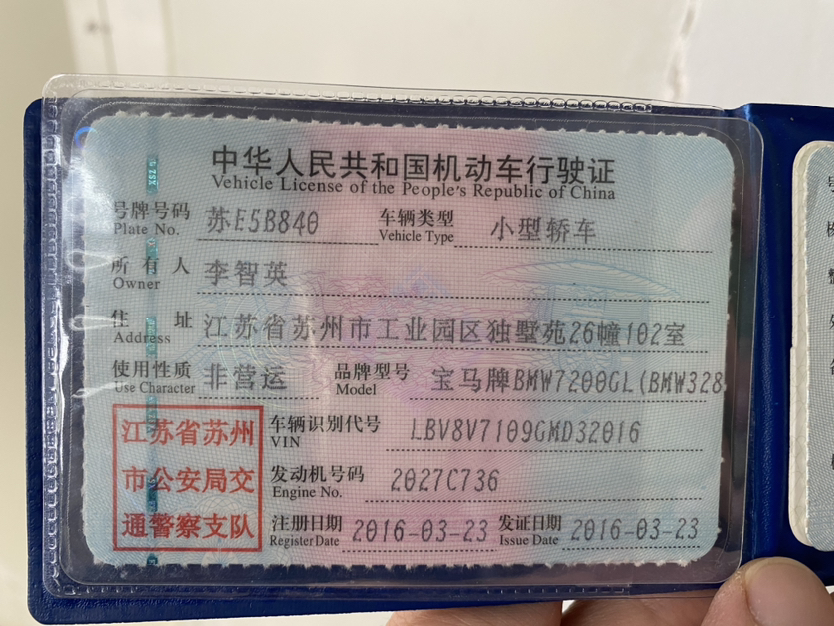 中华人民共和国机动车行驶证
Vehicle License of the People's Republic of China
号牌号码 苏E5B840 车辆类型 小型轿车
Plate No. Vehicle Type
所有人 李智英
Owner
住址 江苏省苏州市工业园区独墅苑26幢102室
Address
使用性质 非营运 品牌型号 宝马牌BMW7200GL(BMW328
Use Character Model
江苏省苏州
市公安局交
通警察支队
车辆识别代号 LBV8V7109GMD32016
VIN
发动机号码 2027C736
Engine No.
注册日期 2016-03-23 发证日期 2016-03-23
Register Date Issue Date